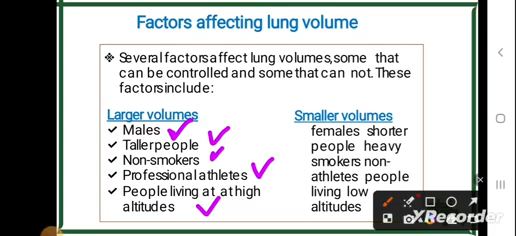 Factors affecting lung volume
❖ Several factors affect lung volumes, some that
can be controlled and some that can not. These
factors include:
Larger volumes
✓ Males
✓ Taller people
✓ Non-smokers
✓ Professional athletes
✓ People living at at high
altitudes
Smaller volumes
females shorter
people heavy
smokers non-
athletes people
living low
altitudes
XRecorder